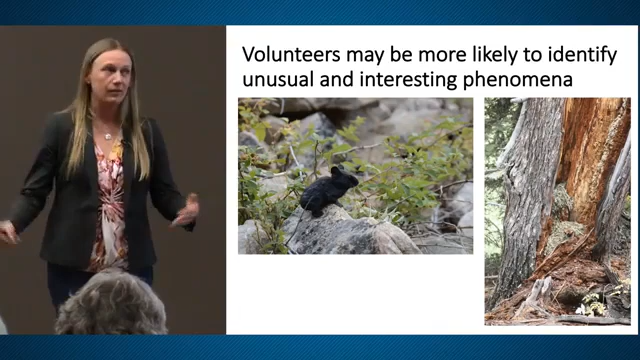 Volunteers may be more likely to identify
unusual and interesting phenomena